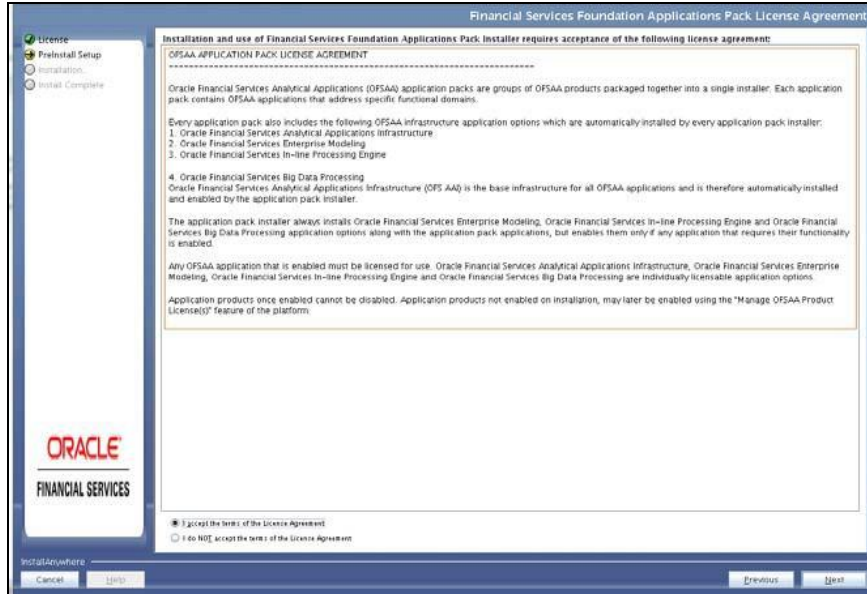 Financial Services Foundation Applications Pack License Agreement
License
PreInstall Setup
Installation...
Install Complete
Installation and use of Financial Services Foundation Applications Pack Installer requires acceptance of the following license agreement:
OFSAA APPLICATION PACK LICENSE AGREEMENT
Oracle Financial Services Analytical Applications (OFSAA) application packs are groups of OFSAA products packaged together into a single installer. Each application
pack contains OFSAA applications that address specific functional domains.
Every application pack also includes the following OFSAA infrastructure application options which are automatically installed by every application pack installer:
1. Oracle Financial Services Analytical Applications Infrastructure
2. Oracle Financial Services Enterprise Modeling
3. Oracle Financial Services In-line Processing Engine
4. Oracle Financial Services Big Data Processing
Oracle Financial Services Analytical Applications Infrastructure (OFS AAI) is the base infrastructure for all OFSAA applications and is therefore automatically installed
and enabled by the application pack installer.
The application pack installer always installs Oracle Financial Services Enterprise Modeling, Oracle Financial Services In-line Processing Engine and Oracle Financial
Services Big Data Processing application options along with the application pack applications, but enables them only if any application that requires their functionality
is enabled.
Any OFSAA application that is enabled must be licensed for use. Oracle Financial Services Analytical Applications Infrastructure, Oracle Financial Services Enterprise
Modeling, Oracle Financial Services In-line Processing Engine and Oracle Financial Services Big Data Processing are individually licensable application options.
Application products once enabled cannot be disabled. Application products not enabled on installation, may later be enabled using the "Manage OFSAA Product
License(s)" feature of the platform.
ORACLE
FINANCIAL SERVICES
I accept the terms of the License Agreement
I do NOT accept the terms of the License Agreement
InstallAnywhere
Cancel
Help
Previous
Next